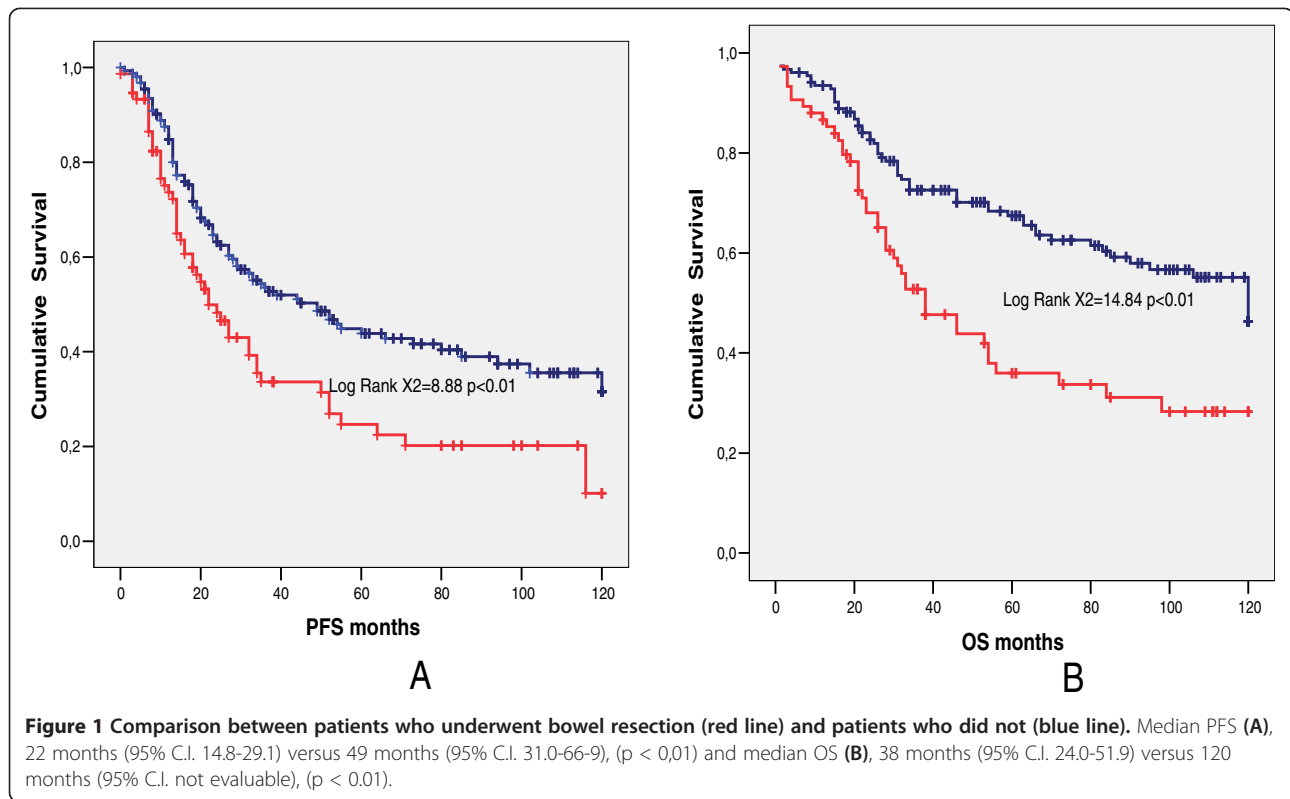 Cumulative Survival
1,0
0,8
0,6
0,4
0,2
0,0
Log Rank X2=8.88 p<0.01
0 20 40 60 80 100 120
PFS months
A
Cumulative Survival
1,0
0,8
0,6
0,4
0,2
0,0
Log Rank X2=14.84 p<0.01
0 20 40 60 80 100 120
OS months
B
Figure 1 Comparison between patients who underwent bowel resection (red line) and patients who did not (blue line). Median PFS (A),
22 months (95% C.I. 14.8-29.1) versus 49 months (95% C.I. 31.0-66-9), (p < 0,01) and median OS (B), 38 months (95% C.I. 24.0-51.9) versus 120
months (95% C.I. not evaluable), (p < 0.01).